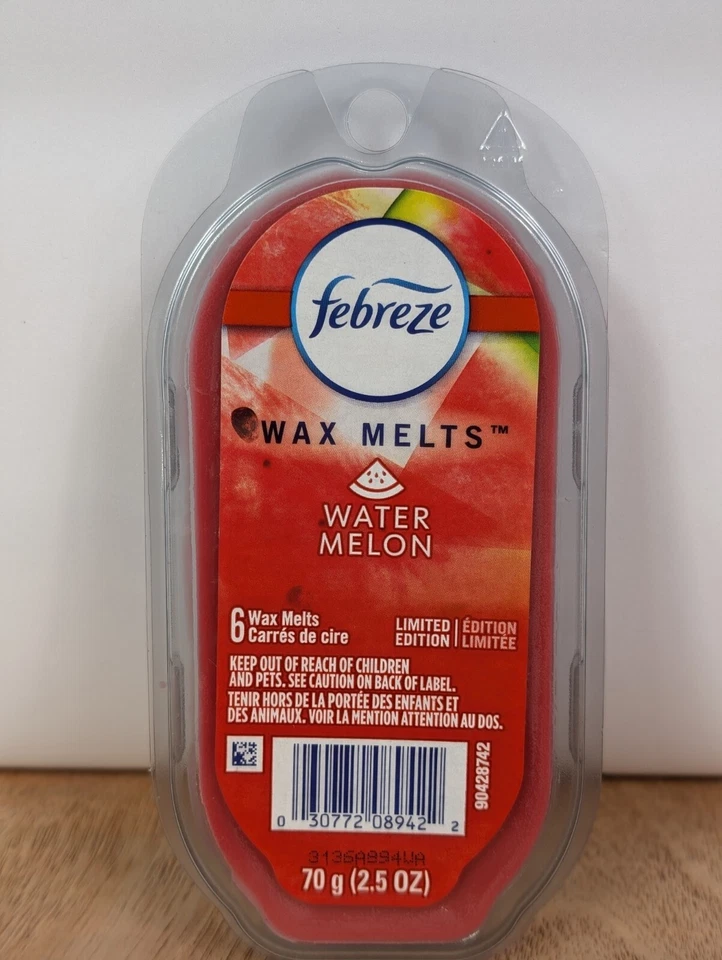 febreze
WAX MELTS™
WATER
MELON
6 Wax Melts
Carrés de cire
LIMITED
EDITION
ÉDITION
LIMITÉE
KEEP OUT OF REACH OF CHILDREN
AND PETS. SEE CAUTION ON BACK OF LABEL.
TENIR HORS DE LA PORTÉE DES ENFANTS ET
DES ANIMAUX. VOIR LA MENTION ATTENTION AU DOS.
90428742
0 30772 08942 2
3136A894UA
70 g (2.5 OZ)